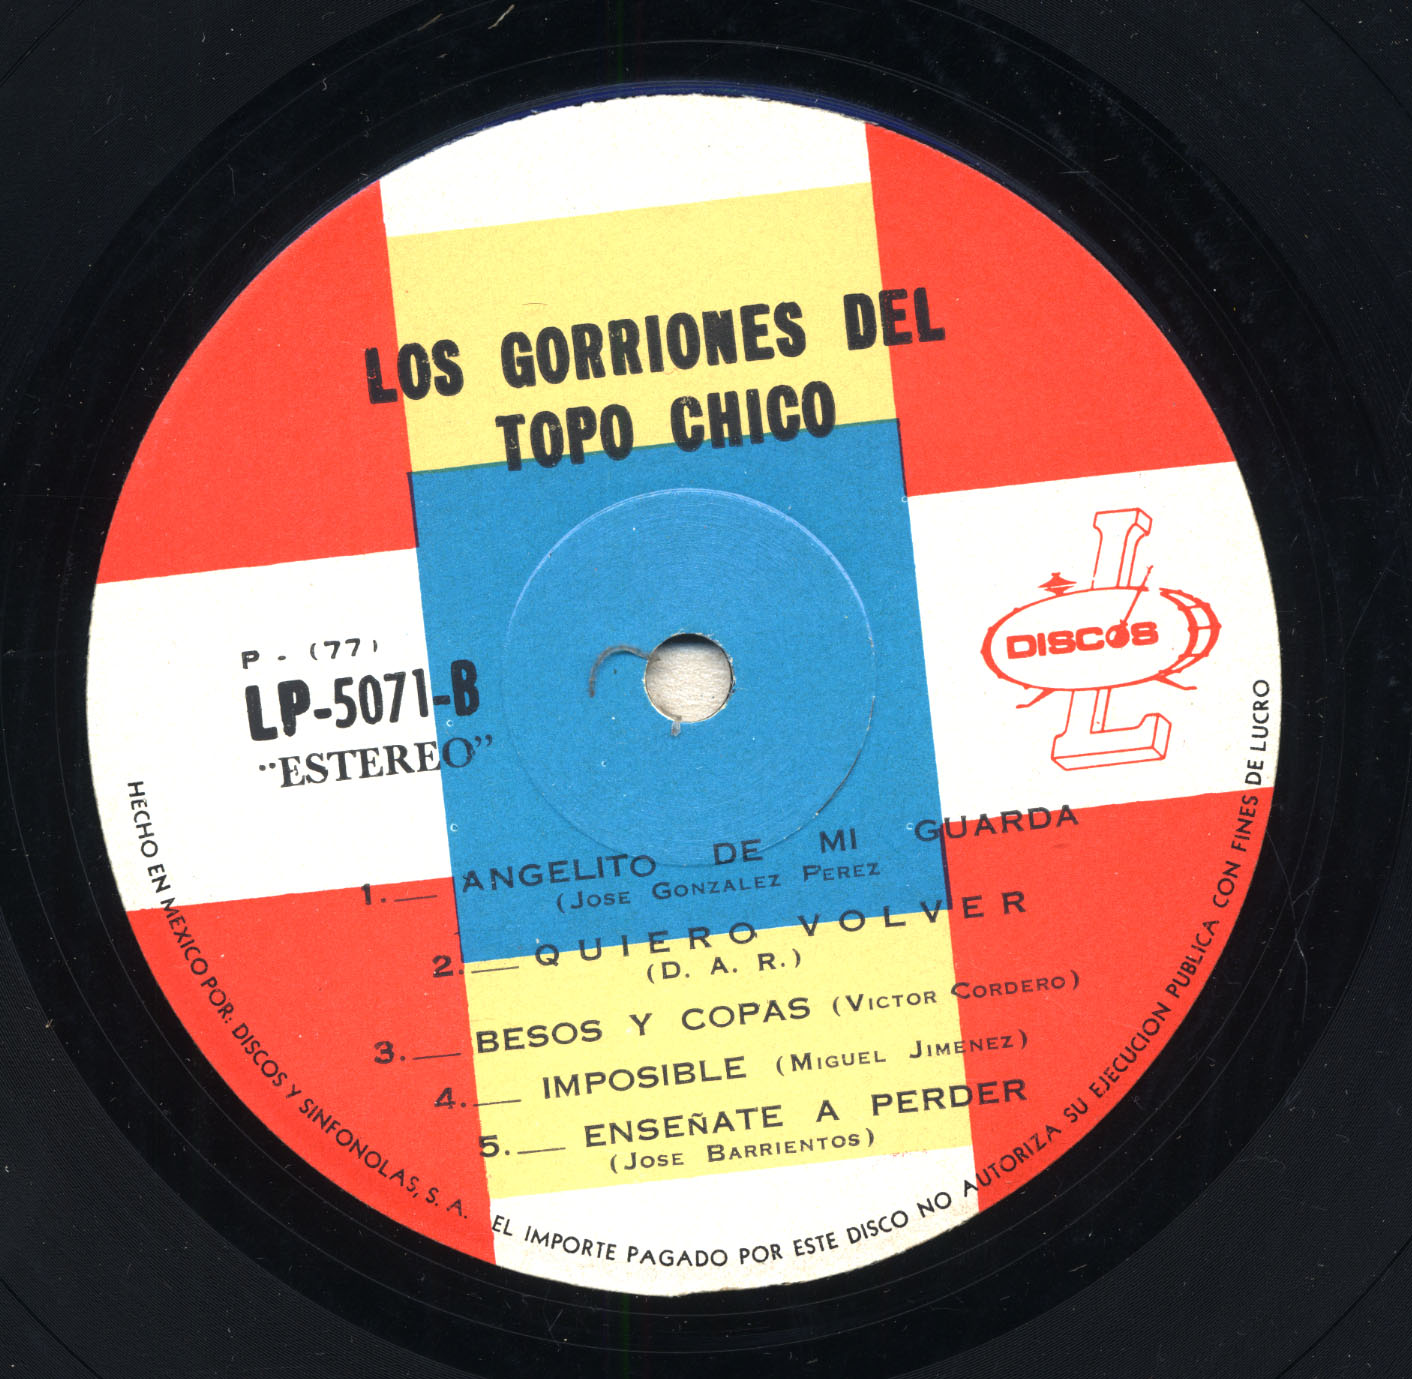 LOS GORRIONES DEL
TOPO CHICO
P - (77)
LP-5071-B
"ESTEREO"
DISCOS
1.— ANGELITO DE MI GUARDA
(JOSE GONZALEZ PEREZ
2.— QUIERO VOLVER
(D. A. R.)
3.— BESOS Y COPAS (VICTOR CORDERO)
4.— IMPOSIBLE (MIGUEL JIMENEZ)
5.— ENSEÑATE A PERDER
(JOSE BARRIENTOS)
HECHO EN MEXICO POR: DISCOS Y SINFONOLAS, S. A. EL IMPORTE PAGADO POR ESTE DISCO NO AUTORIZA SU EJECUCION PUBLICA CON FINES DE LUCRO